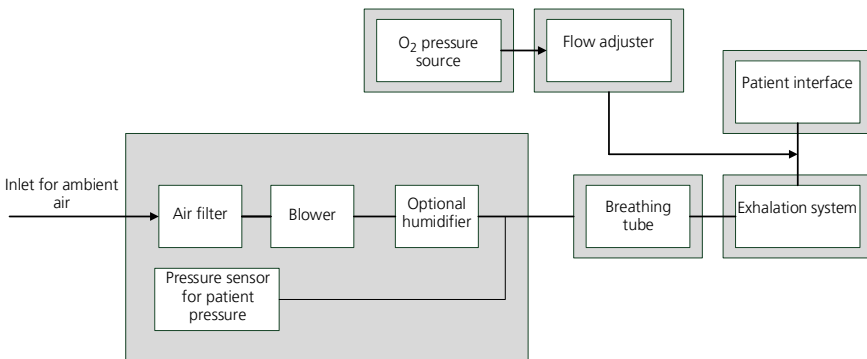 O₂ pressure
source
Flow adjuster
Patient interface
Inlet for ambient
air
Air filter
Blower
Optional
humidifier
Breathing
tube
Exhalation system
Pressure sensor
for patient
pressure